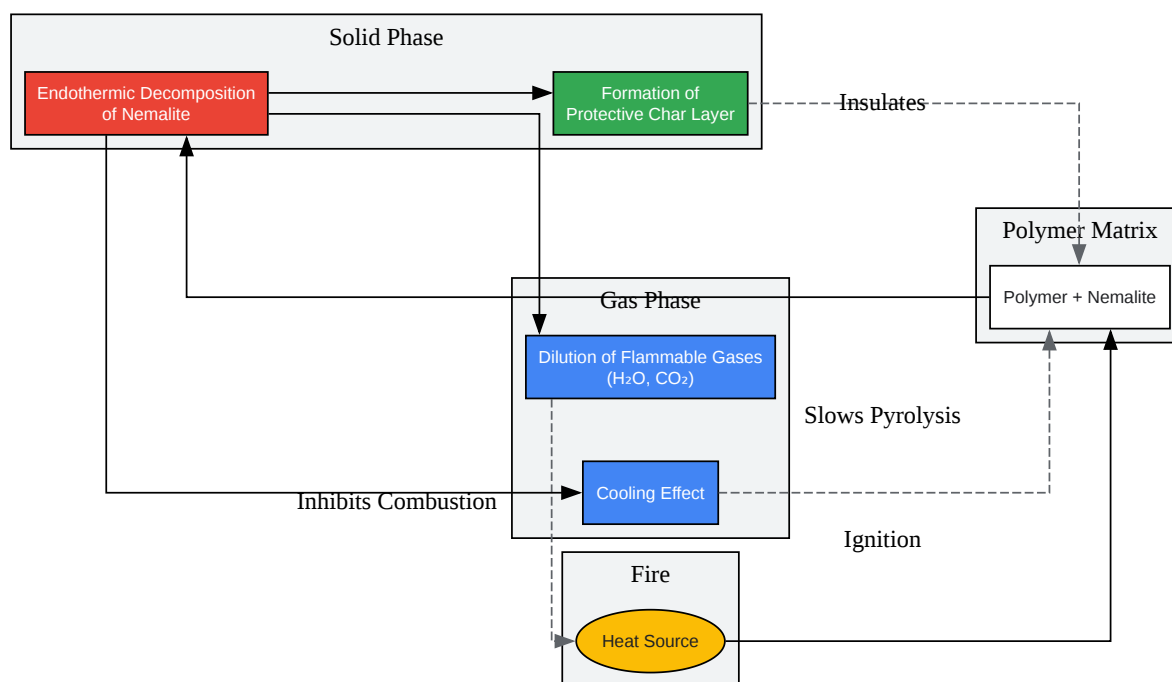 Solid Phase
Endothermic Decomposition
of Nemalite
Formation of
Protective Char Layer
Insulates
Polymer Matrix
Polymer + Nemalite
Gas Phase
Dilution of Flammable Gases
(H₂O, CO₂)
Slows Pyrolysis
Cooling Effect
Inhibits Combustion
Ignition
Fire
Heat Source